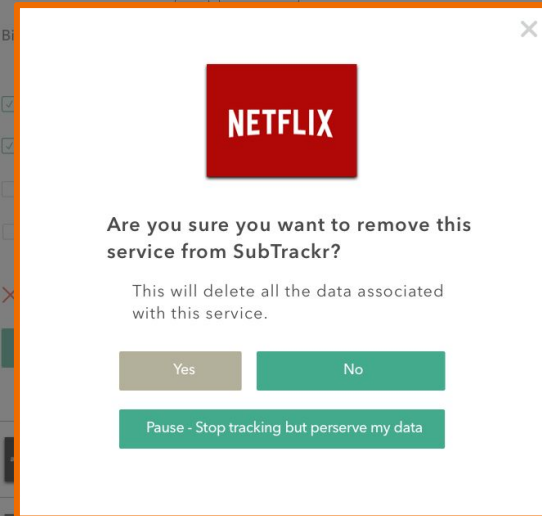 Bi
NETFLIX
Are you sure you want to remove this
service from SubTrackr?
This will delete all the data associated
with this service.
Yes
No
Pause - Stop tracking but perserve my data